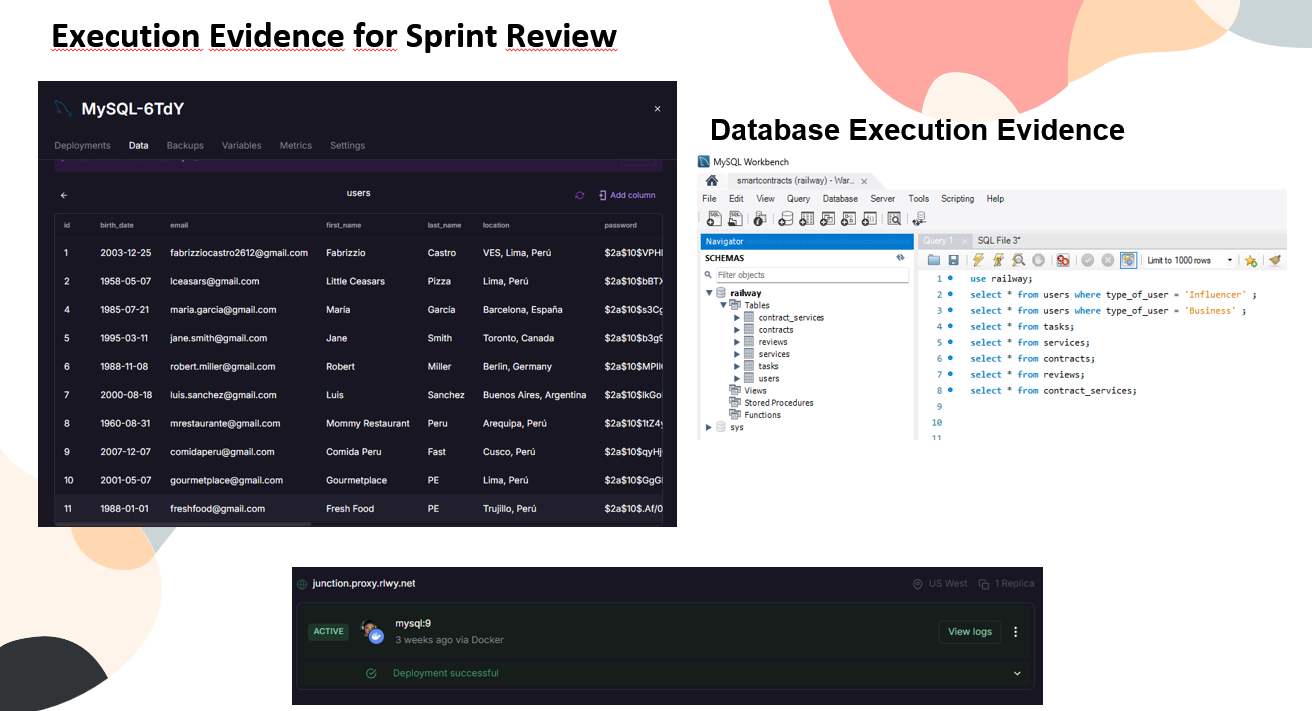 Execution Evidence for Sprint Review
MySQL-6TdY
Deployments Data Backups Variables Metrics Settings
users
Add column
id birth_date email first_name last_name location password
1 2003-12-25 fabrizziocastro2612@gmail.com Fabrizzio Castro VES, Lima, Perú $2a$10$VPH
2 1958-05-07 lceasars@gmail.com Little Ceasars Pizza Lima, Perú $2a$10$bBTX
4 1985-07-21 maria.garcia@gmail.com María García Barcelona, España $2a$10$s3Cg
5 1995-03-11 jane.smith@gmail.com Jane Smith Toronto, Canada $2a$10$b3g9
6 1988-11-08 robert.miller@gmail.com Robert Miller Berlin, Germany
7 2000-08-18 luis.sanchez@gmail.com Luis Sanchez Buenos Aires, Argentina
8 1960-08-31 mrestaurante@gmail.com Mommy Restaurant Peru Arequipa, Perú
9 2007-12-07 comidaperu@gmail.com Comida Peru Fast Cusco, Perú $2a$10$qyHj
10 2001-05-07 gourmetplace@gmail.com Gourmetplace PE Lima, Perú $2a$10$GgG
11 1988-01-01 freshfood@gmail.com Fresh Food PE Trujillo, Perú $2a$10$.Af/0
Database Execution Evidence
MySQL Workbench
smartcontracts (railway) - War... ×
File Edit View Query Database Server Tools Scripting Help
Navigator
SCHEMAS
Filter objects
railway
Tables
contract_services
contracts
reviews
services
tasks
users
Views
Stored Procedures
Functions
sys
Query 1 × SQL File 3*
Limit to 1000 rows
1 use railway;
2 select * from users where type_of_user = 'Influencer' ;
3 select * from users where type_of_user = 'Business' ;
4 select * from tasks;
5 select * from services;
6 select * from contracts;
7 select * from reviews;
8 select * from contract_services;
9
10
11
junction.proxy.rlwy.net US West 1 Replica
ACTIVE mysql:9 View logs
3 weeks ago via Docker
Deployment successful